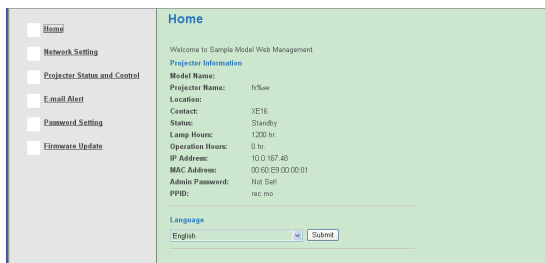 Home
Network Setting
Projector Status and Control
E-mail Alert
Password Setting
Firmware Update
Home
Welcome to Sample Model Web Management.
Projector Information
Model Name:
Projector Name: fx‰w
Location:
Contact: XE16
Status: Standby
Lamp Hours: 1200 hr.
Operation Hours: 0 hr.
IP Address: 10.0.167.48
MAC Address: 00:60:E9:00:00:01
Admin Password: Not Set!
PPID: rec.mo
Language
English
Submit